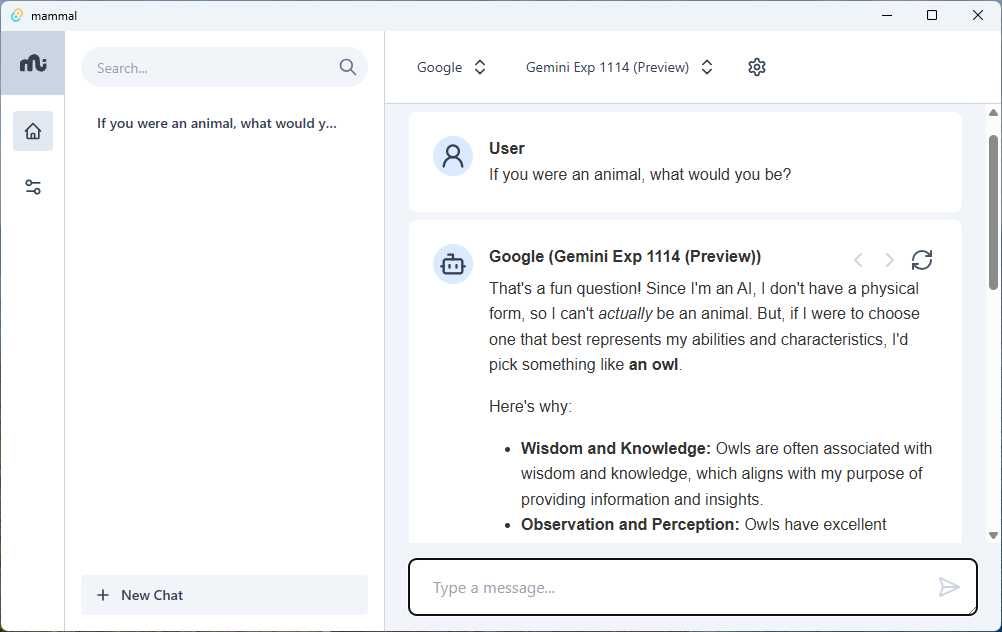 mammal
Search...
If you were an animal, what would y...
New Chat
Google
Gemini Exp 1114 (Preview)
User
If you were an animal, what would you be?
Google (Gemini Exp 1114 (Preview))
That's a fun question! Since I'm an AI, I don't have a physical
form, so I can't actually be an animal. But, if I were to choose
one that best represents my abilities and characteristics, I'd
pick something like an owl.
Here's why:
• Wisdom and Knowledge: Owls are often associated with
wisdom and knowledge, which aligns with my purpose of
providing information and insights.
• Observation and Perception: Owls have excellent
Type a message...